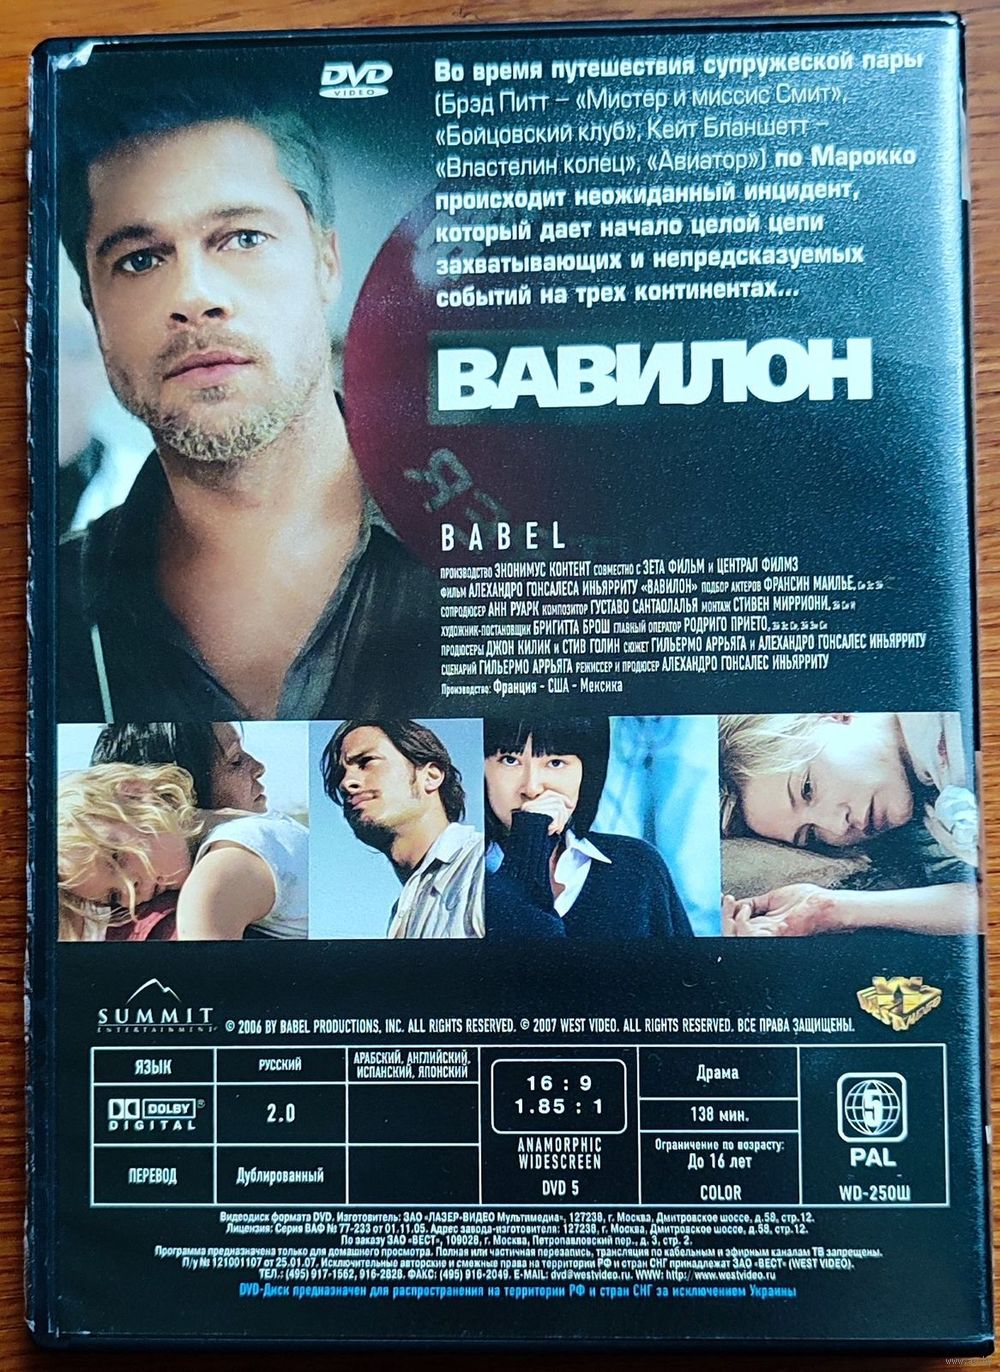 DVD
VIDEO
Во время путешествия супружеской пары
(Брэд Питт – «Мистер и миссис Смит»,
«Бойцовский клуб», Кейт Бланшетт –
«Властелин колец», «Авиатор») по Марокко
происходит неожиданный инцидент,
который дает начало целой цепи
захватывающих и непредсказуемых
событий на трех континентах...
ВАВИЛОН
BABEL
ПРОИЗВОДСТВО ЭНОНИМУС КОНТЕНТ СОВМЕСТНО С ЗЕТА ФИЛЬМ И ЦЕНТРАЛ ФИЛМЗ
ФИЛЬМ АЛЕХАНДРО ГОНСАЛЕСА ИНЬЯРРИТУ «ВАВИЛОН» ПОДБОР АКТЕРОВ ФРАНСИН МАЙЛЕ,
СОПРОДЮСЕР АНН РУАРК КОМПОЗИТОР ГУСТАВО САНТАОЛАЛЬЯ МОНТАЖ СТИВЕН МИРРИОНИ,
ХУДОЖНИК-ПОСТАНОВЩИК БРИГИТТА БРОШ ГЛАВНЫЙ ОПЕРАТОР РОДРИГО ПРИЕТО,
ПРОДЮСЕРЫ ДЖОН КИЛИК И СТИВ ГОЛИН СЮЖЕТ ГИЛЬЕРМО АРРЬЯГА И АЛЕХАНДРО ГОНСАЛЕС ИНЬЯРРИТУ
СЦЕНАРИЙ ГИЛЬЕРМО АРРЬЯГА РЕЖИССЕР И ПРОДЮСЕР АЛЕХАНДРО ГОНСАЛЕС ИНЬЯРРИТУ
Производство: Франция - США - Мексика
SUMMIT
ENTERTAINMENT
© 2006 BY BABEL PRODUCTIONS, INC. ALL RIGHTS RESERVED. © 2007 WEST VIDEO. ALL RIGHTS RESERVED. ВСЕ ПРАВА ЗАЩИЩЕНЫ.
ЯЗЫК
РУССКИЙ
АРАБСКИЙ, АНГЛИЙСКИЙ,
ИСПАНСКИЙ, ЯПОНСКИЙ
DOLBY
DIGITAL
2.0
ПЕРЕВОД
Дублированный
16 : 9
1.85 : 1
ANAMORPHIC
WIDESCREEN
DVD 5
Драма
138 мин.
Ограничение по возрасту:
До 16 лет
COLOR
5
PAL
WD-250Ш
Видеодиск формата DVD. Изготовитель: ЗАО «ЛАЗЕР-ВИДЕО Мультимедиа», 127238, г. Москва, Дмитровское шоссе, д.58, стр.12.
Лицензия: Серия ВАФ № 77-233 от 01.11.05. Адрес завода-изготовителя: 127238, г. Москва, Дмитровское шоссе, д.58, стр.12.
По заказу ЗАО «ВЕСТ», 109028, г. Москва, Петропавловский пер., д. 3, стр. 2.
Программа предназначена только для домашнего просмотра. Полная или частичная перезапись, трансляция по кабельным и эфирным каналам ТВ запрещены.
П/у № 121001107 от 25.01.07. Исключительные авторские и смежные права на территории РФ и стран СНГ принадлежат ЗАО «ВЕСТ» (WEST VIDEO).
ТЕЛ.: (495) 917-1562, 916-2828. ФАКС: (495) 916-2049. E-MAIL: dvd@westvideo.ru. WWW: http://www.westvideo.ru
DVD-Диск предназначен для распространения на территории РФ и стран СНГ за исключением Украины